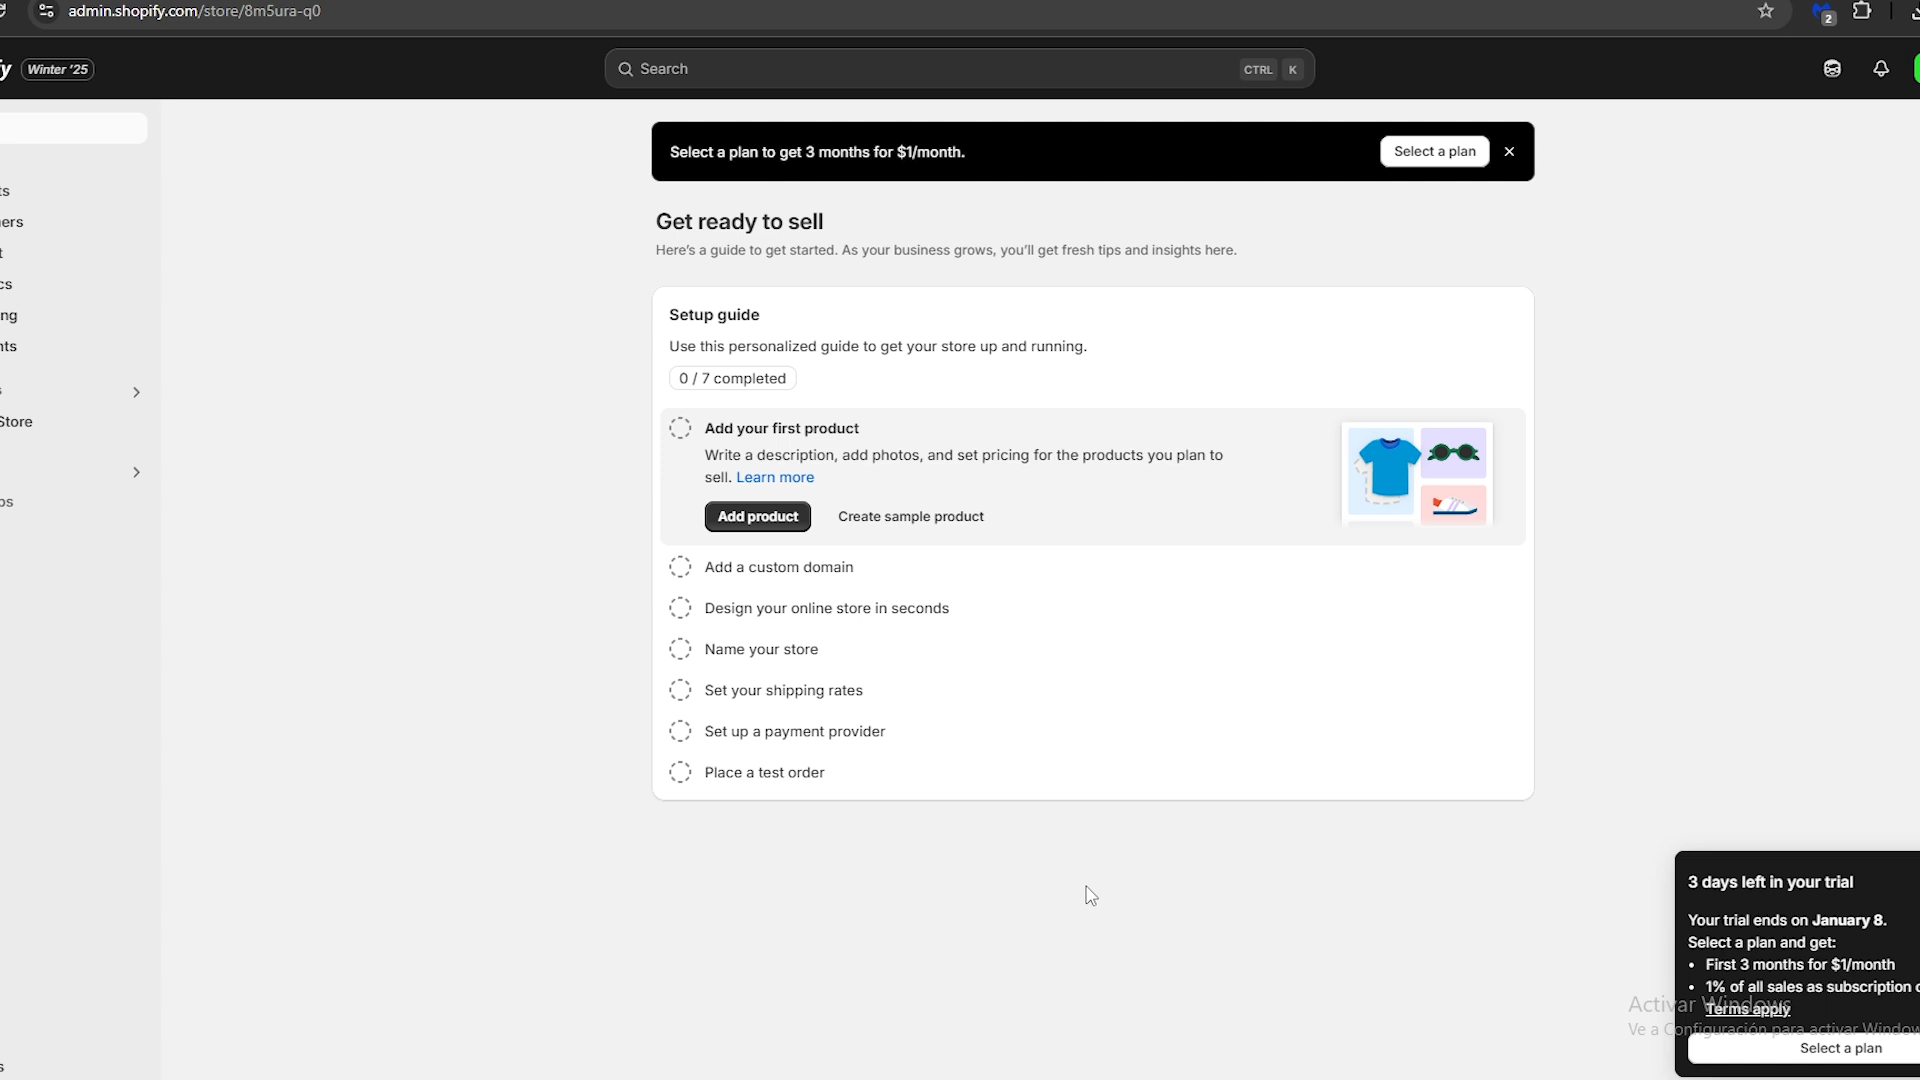 admin.shopify.com/store/8m5ura-q0
2
fy Winter '25
Search CTRL K
Select a plan to get 3 months for $1/month. Select a plan
ts
ners
t
cs
ng
nts
s
Store
ps
s
Get ready to sell
Here's a guide to get started. As your business grows, you'll get fresh tips and insights here.
Setup guide
Use this personalized guide to get your store up and running.
0 / 7 completed
Add your first product
Write a description, add photos, and set pricing for the products you plan to
sell. Learn more
Add product Create sample product
Add a custom domain
Design your online store in seconds
Name your store
Set your shipping rates
Set up a payment provider
Place a test order
3 days left in your trial
Your trial ends on January 8.
Select a plan and get:
• First 3 months for $1/month
• 1% of all sales as subscription
Terms apply
Select a plan
Activar Windows
Ve a Configuración para activar Window